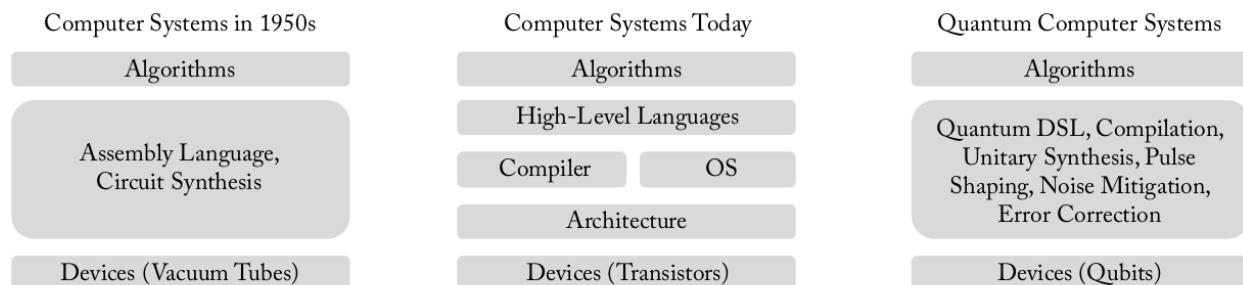 Computer Systems in 1950s
Algorithms
Assembly Language,
Circuit Synthesis
Devices (Vacuum Tubes)
Computer Systems Today
Algorithms
High-Level Languages
Compiler
OS
Architecture
Devices (Transistors)
Quantum Computer Systems
Algorithms
Quantum DSL, Compilation,
Unitary Synthesis, Pulse
Shaping, Noise Mitigation,
Error Correction
Devices (Qubits)